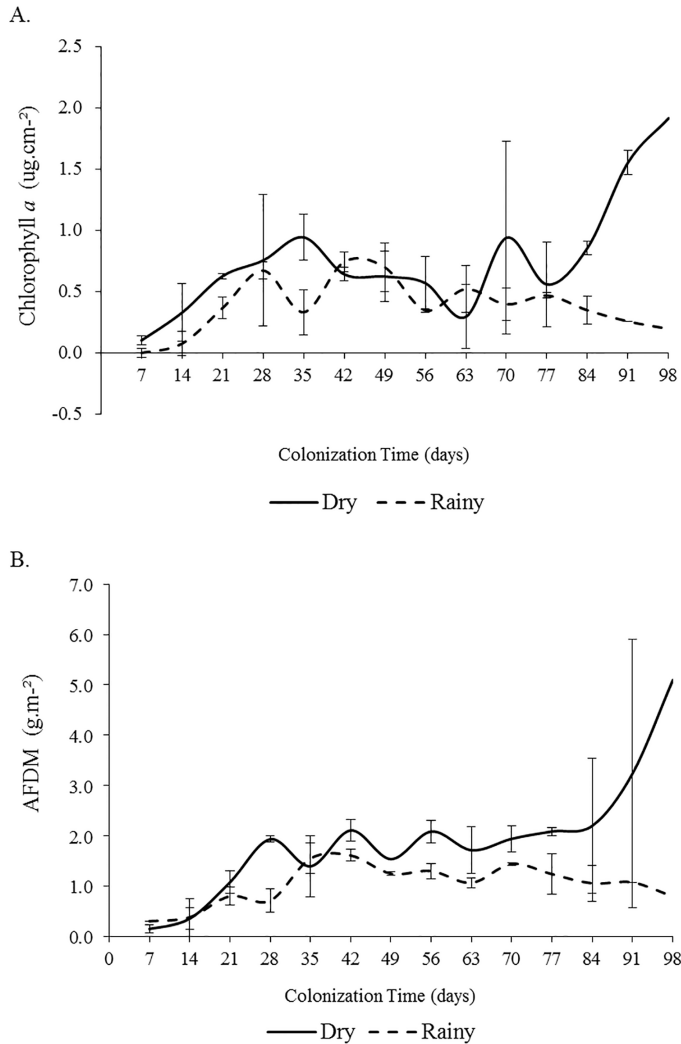 A.
2.5
2.0
1.5
1.0
0.5
0.0
-0.5
Chlorophyll a (ug.cm-²)
7 14 21 28 35 42 49 56 63 70 77 84 91 98
Colonization Time (days)
Dry Rainy
B.
7.0
6.0
5.0
4.0
3.0
2.0
1.0
0.0
AFDM (g.m-²)
0 7 14 21 28 35 42 49 56 63 70 77 84 91 98
Colonization Time (days)
Dry Rainy